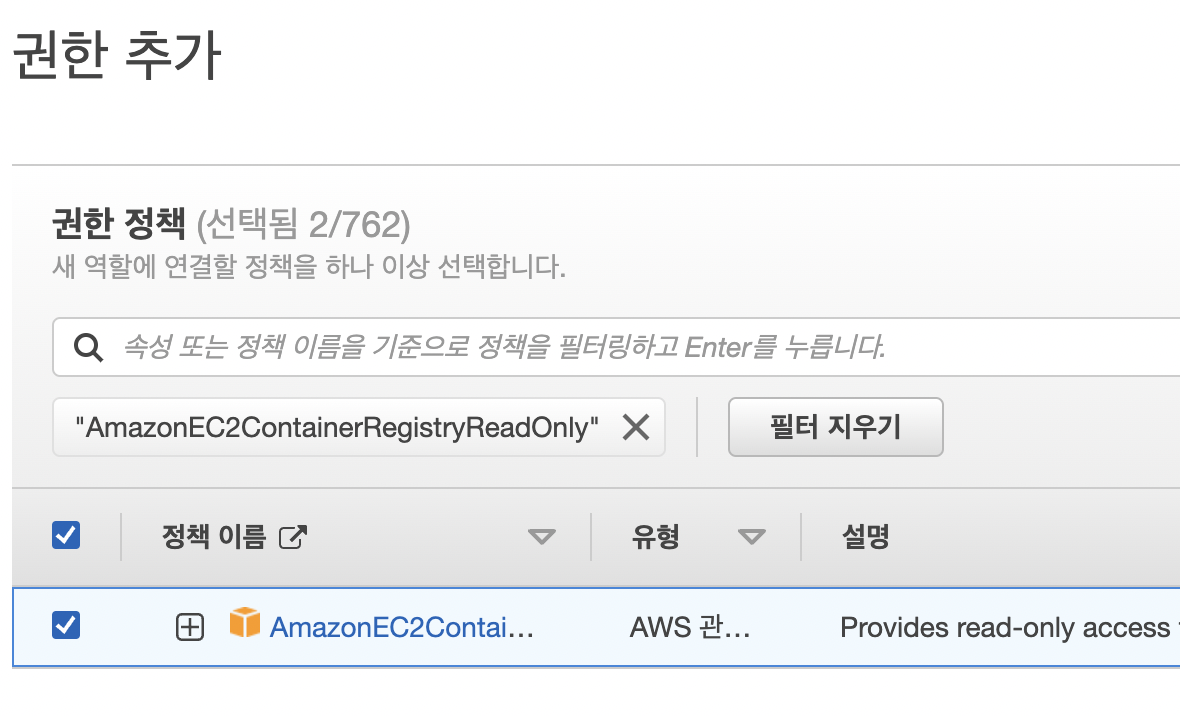 권한 추가
권한 정책 (선택됨 2/762)
새 역할에 연결할 정책을 하나 이상 선택합니다.
속성 또는 정책 이름을 기준으로 정책을 필터링하고 Enter를 누릅니다.
"AmazonEC2ContainerRegistryReadOnly" 필터 지우기
정책 이름 유형 설명
AmazonEC2Contai... AWS 관... Provides read-only access